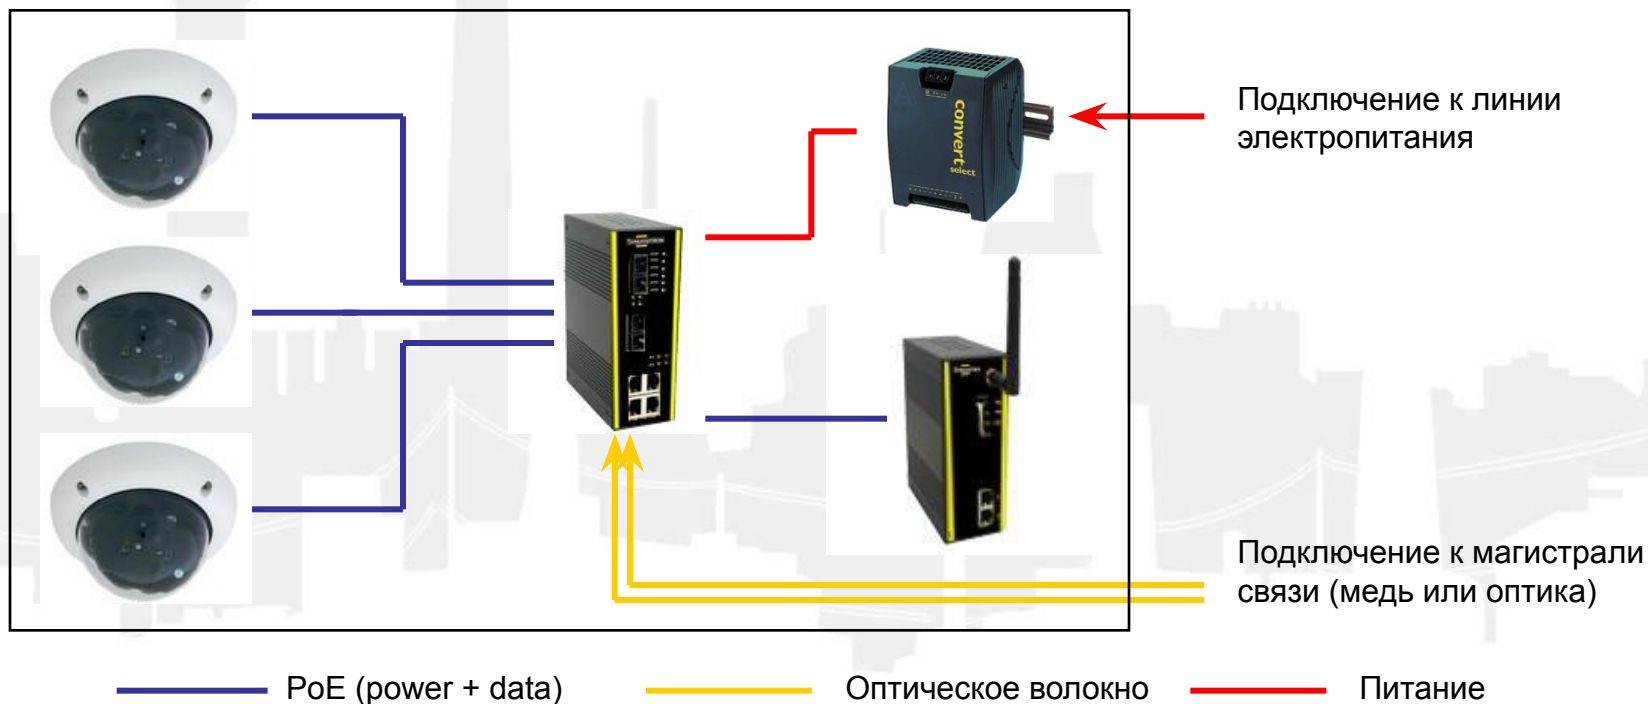 convert
select
Подключение к линии
электропитания
Подключение к магистрали
связи (медь или оптика)
PoE (power + data)
Оптическое волокно
Питание